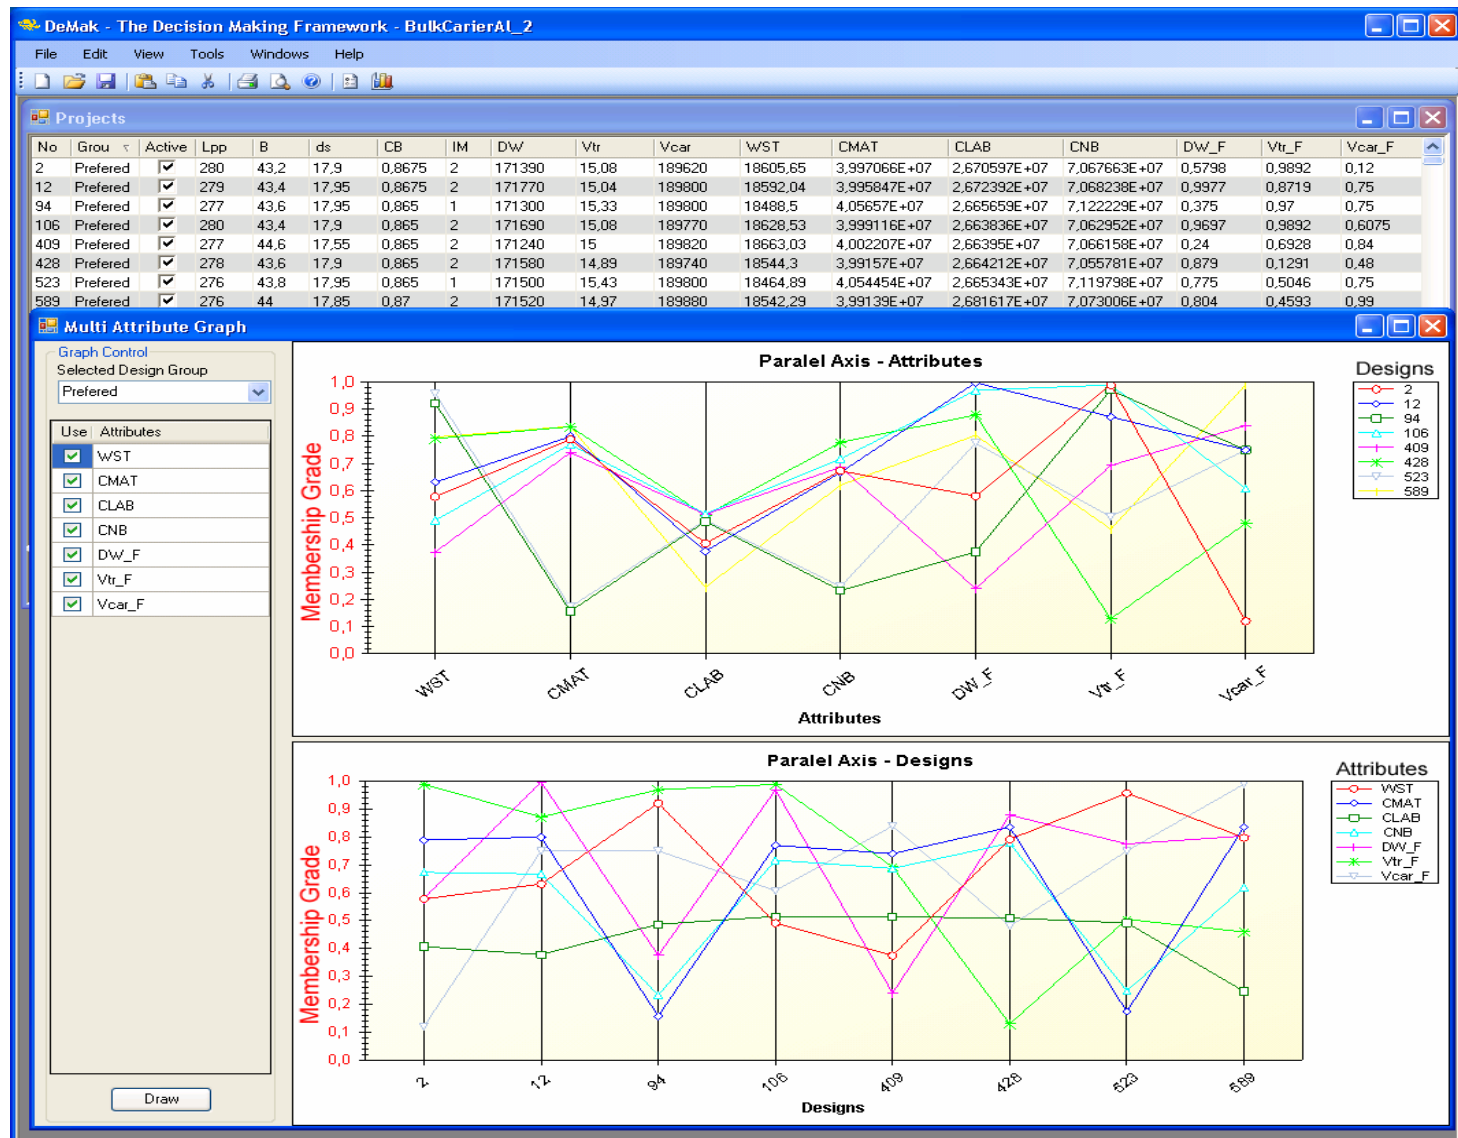 DeMak - The Decision Making Framework - BulkCarierAl_2
File Edit View Tools Windows Help
Projects
No Grou Active Lpp B ds CB IM DW Vtr Vcar WST CMAT CLAB CNB DW_F Vtr_F Vcar_F
2 Prefered 280 43,2 17,9 0,8675 2 171390 15,08 189620 18605,65 3,997066E+07 2,670597E+07 7,067663E+07 0,5798 0,9892 0,12
12 Prefered 279 43,4 17,95 0,8675 2 171770 15,04 189800 18592,04 3,995847E+07 2,672392E+07 7,068238E+07 0,9977 0,8719 0,75
94 Prefered 277 43,6 17,95 0,865 1 171300 15,33 189800 18488,5 4,05657E+07 2,665659E+07 7,122229E+07 0,375 0,97 0,75
106 Prefered 280 43,4 17,9 0,865 2 171690 15,08 189770 18628,53 3,999116E+07 2,663836E+07 7,062952E+07 0,9697 0,9892 0,6075
409 Prefered 277 44,6 17,55 0,865 2 171240 15 189820 18663,03 4,002207E+07 2,66395E+07 7,066158E+07 0,24 0,6928 0,84
428 Prefered 278 43,6 17,9 0,865 2 171580 14,89 189740 18544,3 3,99157E+07 2,664212E+07 7,055781E+07 0,879 0,1291 0,48
523 Prefered 276 43,8 17,95 0,865 1 171500 15,43 189800 18464,89 4,054454E+07 2,665343E+07 7,119798E+07 0,775 0,5046 0,75
589 Prefered 276 44 17,85 0,87 2 171520 14,97 189880 18542,29 3,99139E+07 2,681617E+07 7,073006E+07 0,804 0,4593 0,99
Multi Attribute Graph
Graph Control
Selected Design Group
Prefered
Use Attributes
WST
CMAT
CLAB
CNB
DW_F
Vtr_F
Vcar_F
Draw
Paralel Axis - Attributes
Membership Grade
1,0
0,9
0,8
0,7
0,6
0,5
0,4
0,3
0,2
0,1
0,0
WST CMAT CLAB CNB DW_F Vtr_F Vcar_F
Attributes
Designs
2
12
94
106
409
428
523
589
Paralel Axis - Designs
Membership Grade
1,0
0,9
0,8
0,7
0,6
0,5
0,4
0,3
0,2
0,1
0,0
2 12 94 106 409 428 523 589
Designs
Attributes
WST
CMAT
CLAB
CNB
DW_F
Vtr_F
Vcar_F